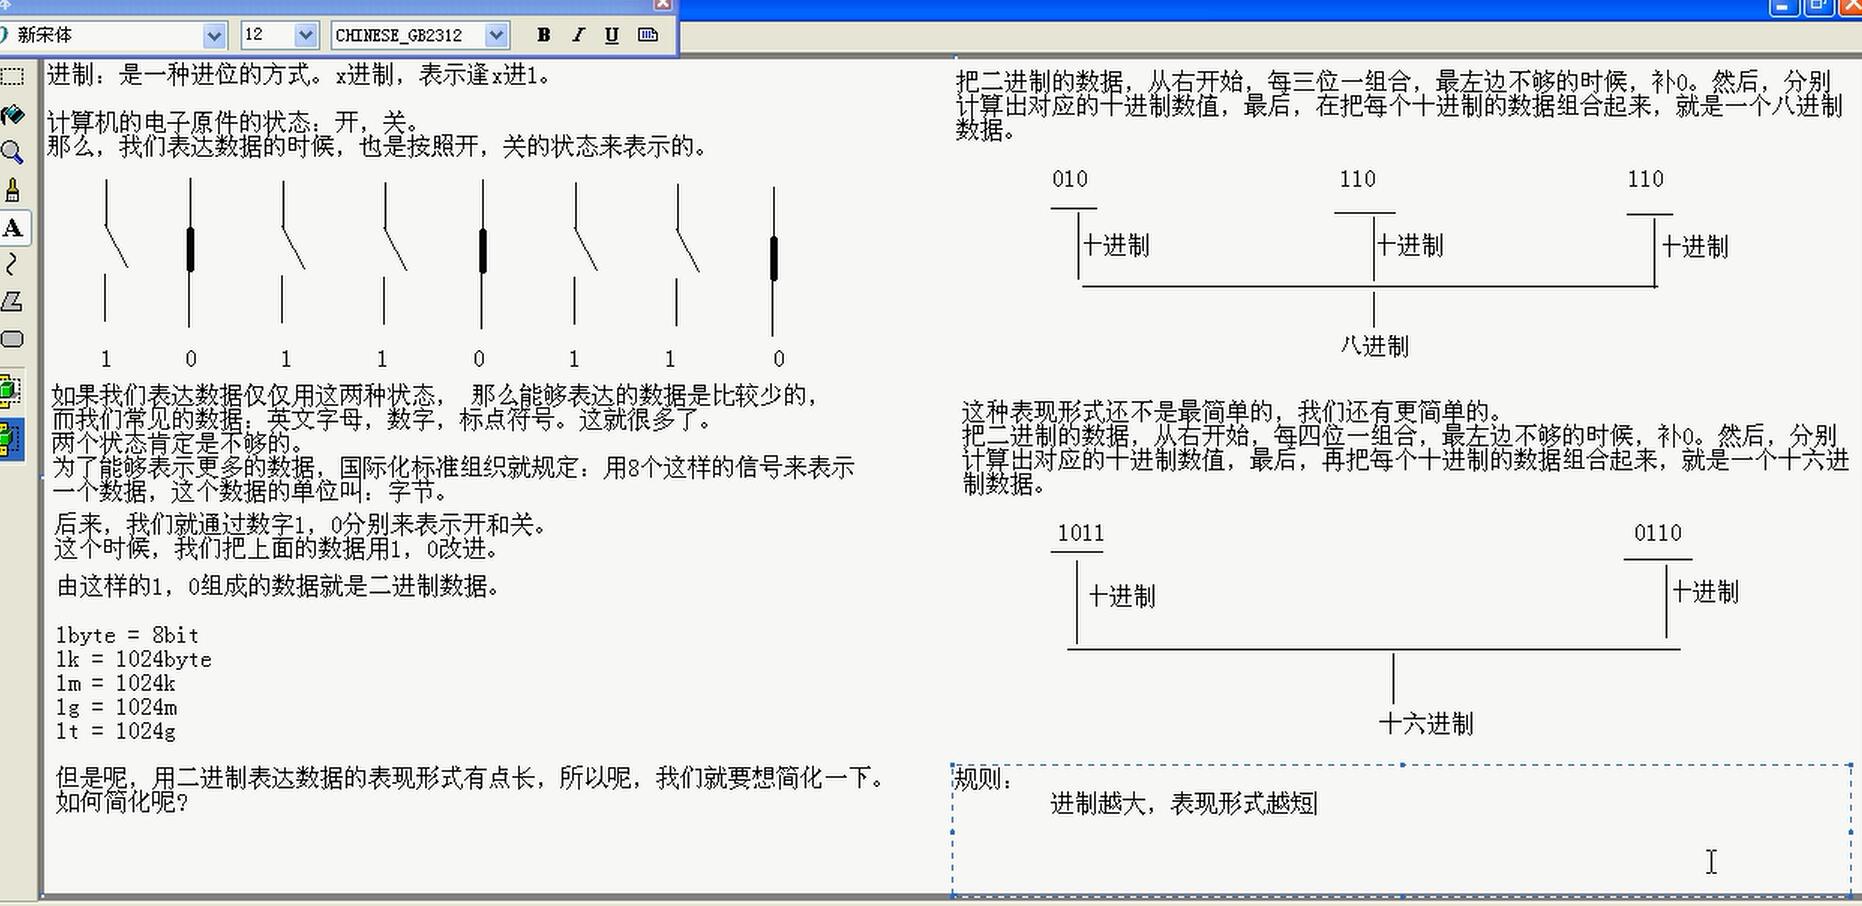 新宋体
12
CHINESE_GB2312
B I U
A
进制：是一种进位的方式。x进制，表示逢x进1。
计算机的电子原件的状态：开，关。
那么，我们表达数据的时候，也是按照开，关的状态来表示的。
1 0 1 1 0 1 1 0
如果我们表达数据仅仅用这两种状态， 那么能够表达的数据是比较少的，
而我们常见的数据：英文字母，数字，标点符号。这就很多了。
两个状态肯定是不够的。
为了能够表示更多的数据，国际化标准组织就规定：用8个这样的信号来表示
一个数据，这个数据的单位叫：字节。
后来，我们就通过数字1，0分别来表示开和关。
这个时候，我们把上面的数据用1，0改进。
由这样的1，0组成的数据就是二进制数据。
1byte = 8bit
1k = 1024byte
1m = 1024k
1g = 1024m
1t = 1024g
但是呢，用二进制表达数据的表现形式有点长，所以呢，我们就要想简化一下。
如何简化呢?
把二进制的数据，从右开始，每三位一组合，最左边不够的时候，补0。然后，分别
计算出对应的十进制数值，最后，在把每个十进制的数据组合起来，就是一个八进制
数据。
010 110 110
十进制 十进制 十进制
八进制
这种表现形式还不是最简单的，我们还有更简单的。
把二进制的数据，从右开始，每四位一组合，最左边不够的时候，补0。然后，分别
计算出对应的十进制数值，最后，再把每个十进制的数据组合起来，就是一个十六进
制数据。
1011 0110
十进制 十进制
十六进制
规则：
进制越大，表现形式越短